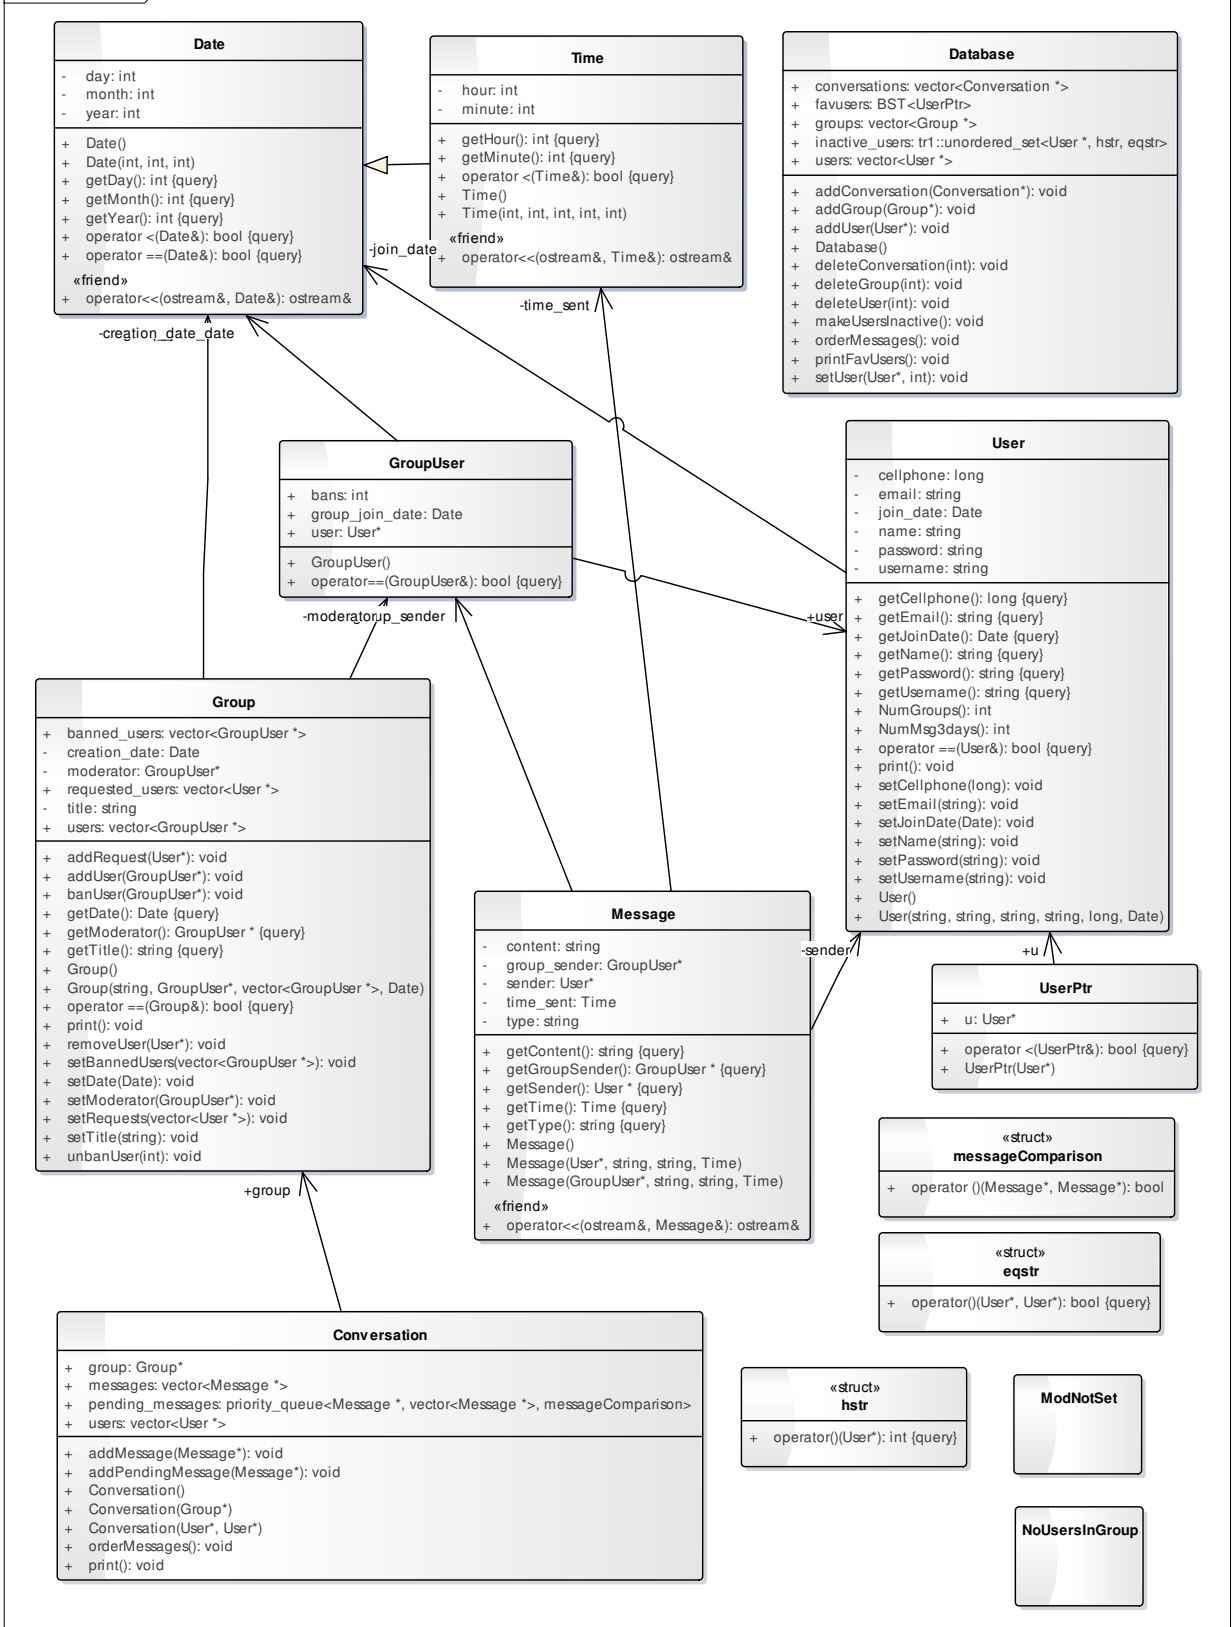 Date
- day: int
- month: int
- year: int
+ Date()
+ Date(int, int, int)
+ getDay(): int {query}
+ getMonth(): int {query}
+ getYear(): int {query}
+ operator <(Date&): bool {query}
+ operator ==(Date&): bool {query}
«friend»
+ operator<<(ostream&, Date&): ostream&
Time
- hour: int
- minute: int
+ getHour(): int {query}
+ getMinute(): int {query}
+ operator <(Time&): bool {query}
+ Time()
+ Time(int, int, int, int, int)
«friend»
+ operator<<(ostream&, Time&): ostream&
Database
+ conversations: vector<Conversation *>
+ favusers: BST<UserPtr>
+ groups: vector<Group *>
+ inactive_users: tr1::unordered_set<User *, hstr, eqstr>
+ users: vector<User *>
+ addConversation(Conversation*): void
+ addGroup(Group*): void
+ addUser(User*): void
+ Database()
+ deleteConversation(int): void
+ deleteGroup(int): void
+ deleteUser(int): void
+ makeUsersInactive(): void
+ orderMessages(): void
+ printFavUsers(): void
+ setUser(User*, int): void
-join_date
-time_sent
-creation_date_date
GroupUser
+ bans: int
+ group_join_date: Date
+ user: User*
+ GroupUser()
+ operator==(GroupUser&): bool {query}
-moderatorup_sender
+user
User
- cellphone: long
- email: string
- join_date: Date
- name: string
- password: string
- username: string
+ getCellphone(): long {query}
+ getEmail(): string {query}
+ getJoinDate(): Date {query}
+ getName(): string {query}
+ getPassword(): string {query}
+ getUsername(): string {query}
+ NumGroups(): int
+ NumMsg3days(): int
+ operator ==(User&): bool {query}
+ print(): void
+ setCellphone(long): void
+ setEmail(string): void
+ setJoinDate(Date): void
+ setName(string): void
+ setPassword(string): void
+ setUsername(string): void
+ User()
+ User(string, string, string, string, long, Date)
Group
+ banned_users: vector<GroupUser *>
- creation_date: Date
- moderator: GroupUser*
+ requested_users: vector<User *>
- title: string
+ users: vector<GroupUser *>
+ addRequest(User*): void
+ addUser(GroupUser*): void
+ banUser(GroupUser*): void
+ getDate(): Date {query}
+ getModerator(): GroupUser * {query}
+ getTitle(): string {query}
+ Group()
+ Group(string, GroupUser*, vector<GroupUser *>, Date)
+ operator ==(Group&): bool {query}
+ print(): void
+ removeUser(User*): void
+ setBannedUsers(vector<GroupUser *>): void
+ setDate(Date): void
+ setModerator(GroupUser*): void
+ setRequests(vector<User *>): void
+ setTitle(string): void
+ unbanUser(int): void
Message
- content: string
- group_sender: GroupUser*
- sender: User*
- time_sent: Time
- type: string
+ getContent(): string {query}
+ getGroupSender(): GroupUser * {query}
+ getSender(): User * {query}
+ getTime(): Time {query}
+ getType(): string {query}
+ Message()
+ Message(User*, string, string, Time)
+ Message(GroupUser*, string, string, Time)
«friend»
+ operator<<(ostream&, Message&): ostream&
-sender
+u
UserPtr
+ u: User*
+ operator <(UserPtr&): bool {query}
+ UserPtr(User*)
«struct»
messageComparison
+ operator ()(Message*, Message*): bool
«struct»
eqstr
+ operator()(User*, User*): bool {query}
+group
Conversation
+ group: Group*
+ messages: vector<Message *>
+ pending_messages: priority_queue<Message *, vector<Message *>, messageComparison>
+ users: vector<User *>
+ addMessage(Message*): void
+ addPendingMessage(Message*): void
+ Conversation()
+ Conversation(Group*)
+ Conversation(User*, User*)
+ orderMessages(): void
+ print(): void
«struct»
hstr
+ operator()(User*): int {query}
ModNotSet
NoUsersInGroup